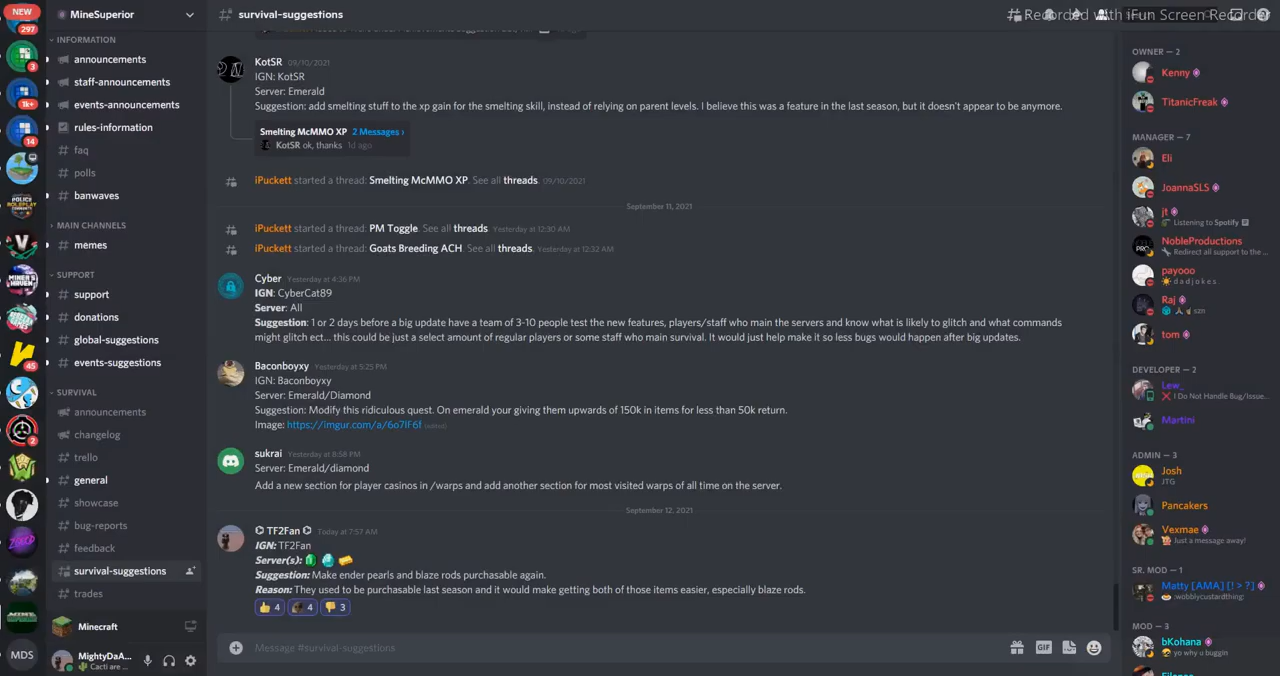 NEW
297
3
1k+
14
45
2
MDS
MineSuperior
INFORMATION
announcements
staff-announcements
events-announcement
rules-information
faq
polls
banwaves
MAIN CHANNELS
memes
SUPPORT
support
donations
global-suggestions
events-suggestions
SURVIVAL
announcements
changelog
trello
general
showcase
bug-reports
feedback
survival-suggestions
trades
Minecraft
MightyDaA...
Cacti are ...
survival-suggestions
Recorded with iFun Screen Recorder
KotSR 09/10/2021
IGN: KotSR
Server: Emerald
Suggestion: add smelting stuff to the xp gain for the smelting skill, instead of relying on parent levels. I believe this was a feature in the last season, but it doesn't appear to be anymore.
Smelting McMMO XP 2 Messages ›
KotSR ok, thanks 1d ago
iPuckett started a thread: Smelting McMMO XP. See all threads. 09/10/2021
September 11, 2021
iPuckett started a thread: PM Toggle. See all threads Yesterday at 12:30 AM
iPuckett started a thread: Goats Breeding ACH. See all threads. Yesterday at 12:32 AM
Cyber Yesterday at 4:36 PM
IGN: CyberCat89
Server: All
Suggestion: 1 or 2 days before a big update have a team of 3-10 people test the new features, players/staff who main the servers and know what is likely to glitch and what commands
might glitch ect... this could be just a select amount of regular players or some staff who main survival. It would just help make it so less bugs would happen after big updates.
Baconboyxy Yesterday at 5:25 PM
IGN: Baconboyxy
Server: Emerald/Diamond
Suggestion: Modify this ridiculous quest. On emerald your giving them upwards of 150k in items for less than 50k return.
Image: https://imgur.com/a/6o7IF6f (edited)
sukrai Yesterday at 8:58 PM
Server: Emerald/diamond
Add a new section for player casinos in /warps and add another section for most visited warps of all time on the server.
September 12, 2021
TF2Fan Today at 7:57 AM
IGN: TF2Fan
Server(s):
Suggestion: Make ender pearls and blaze rods purchasable again.
Reason: They used to be purchasable last season and it would make getting both of those items easier, especially blaze rods.
4 4 3
Message #survival-suggestions
GIF
OWNER — 2
Kenny
TitanicFreak
MANAGER — 7
Eli
JoannaSLS
jt
Listening to Spotify
NobleProductions
Redirect all support to the ...
payooo
d a d j o k e s
Raj
tom
DEVELOPER — 2
Lew_
I Do Not Handle Bug/Issue...
Martini
ADMIN — 3
Josh
JTG
Pancakers
Vexmae
Just a message away!
SR. MOD — 1
Matty [AMA] [! > ?]
:wobblycustardthing:
MOD — 3
bKohana
yo why u buggin